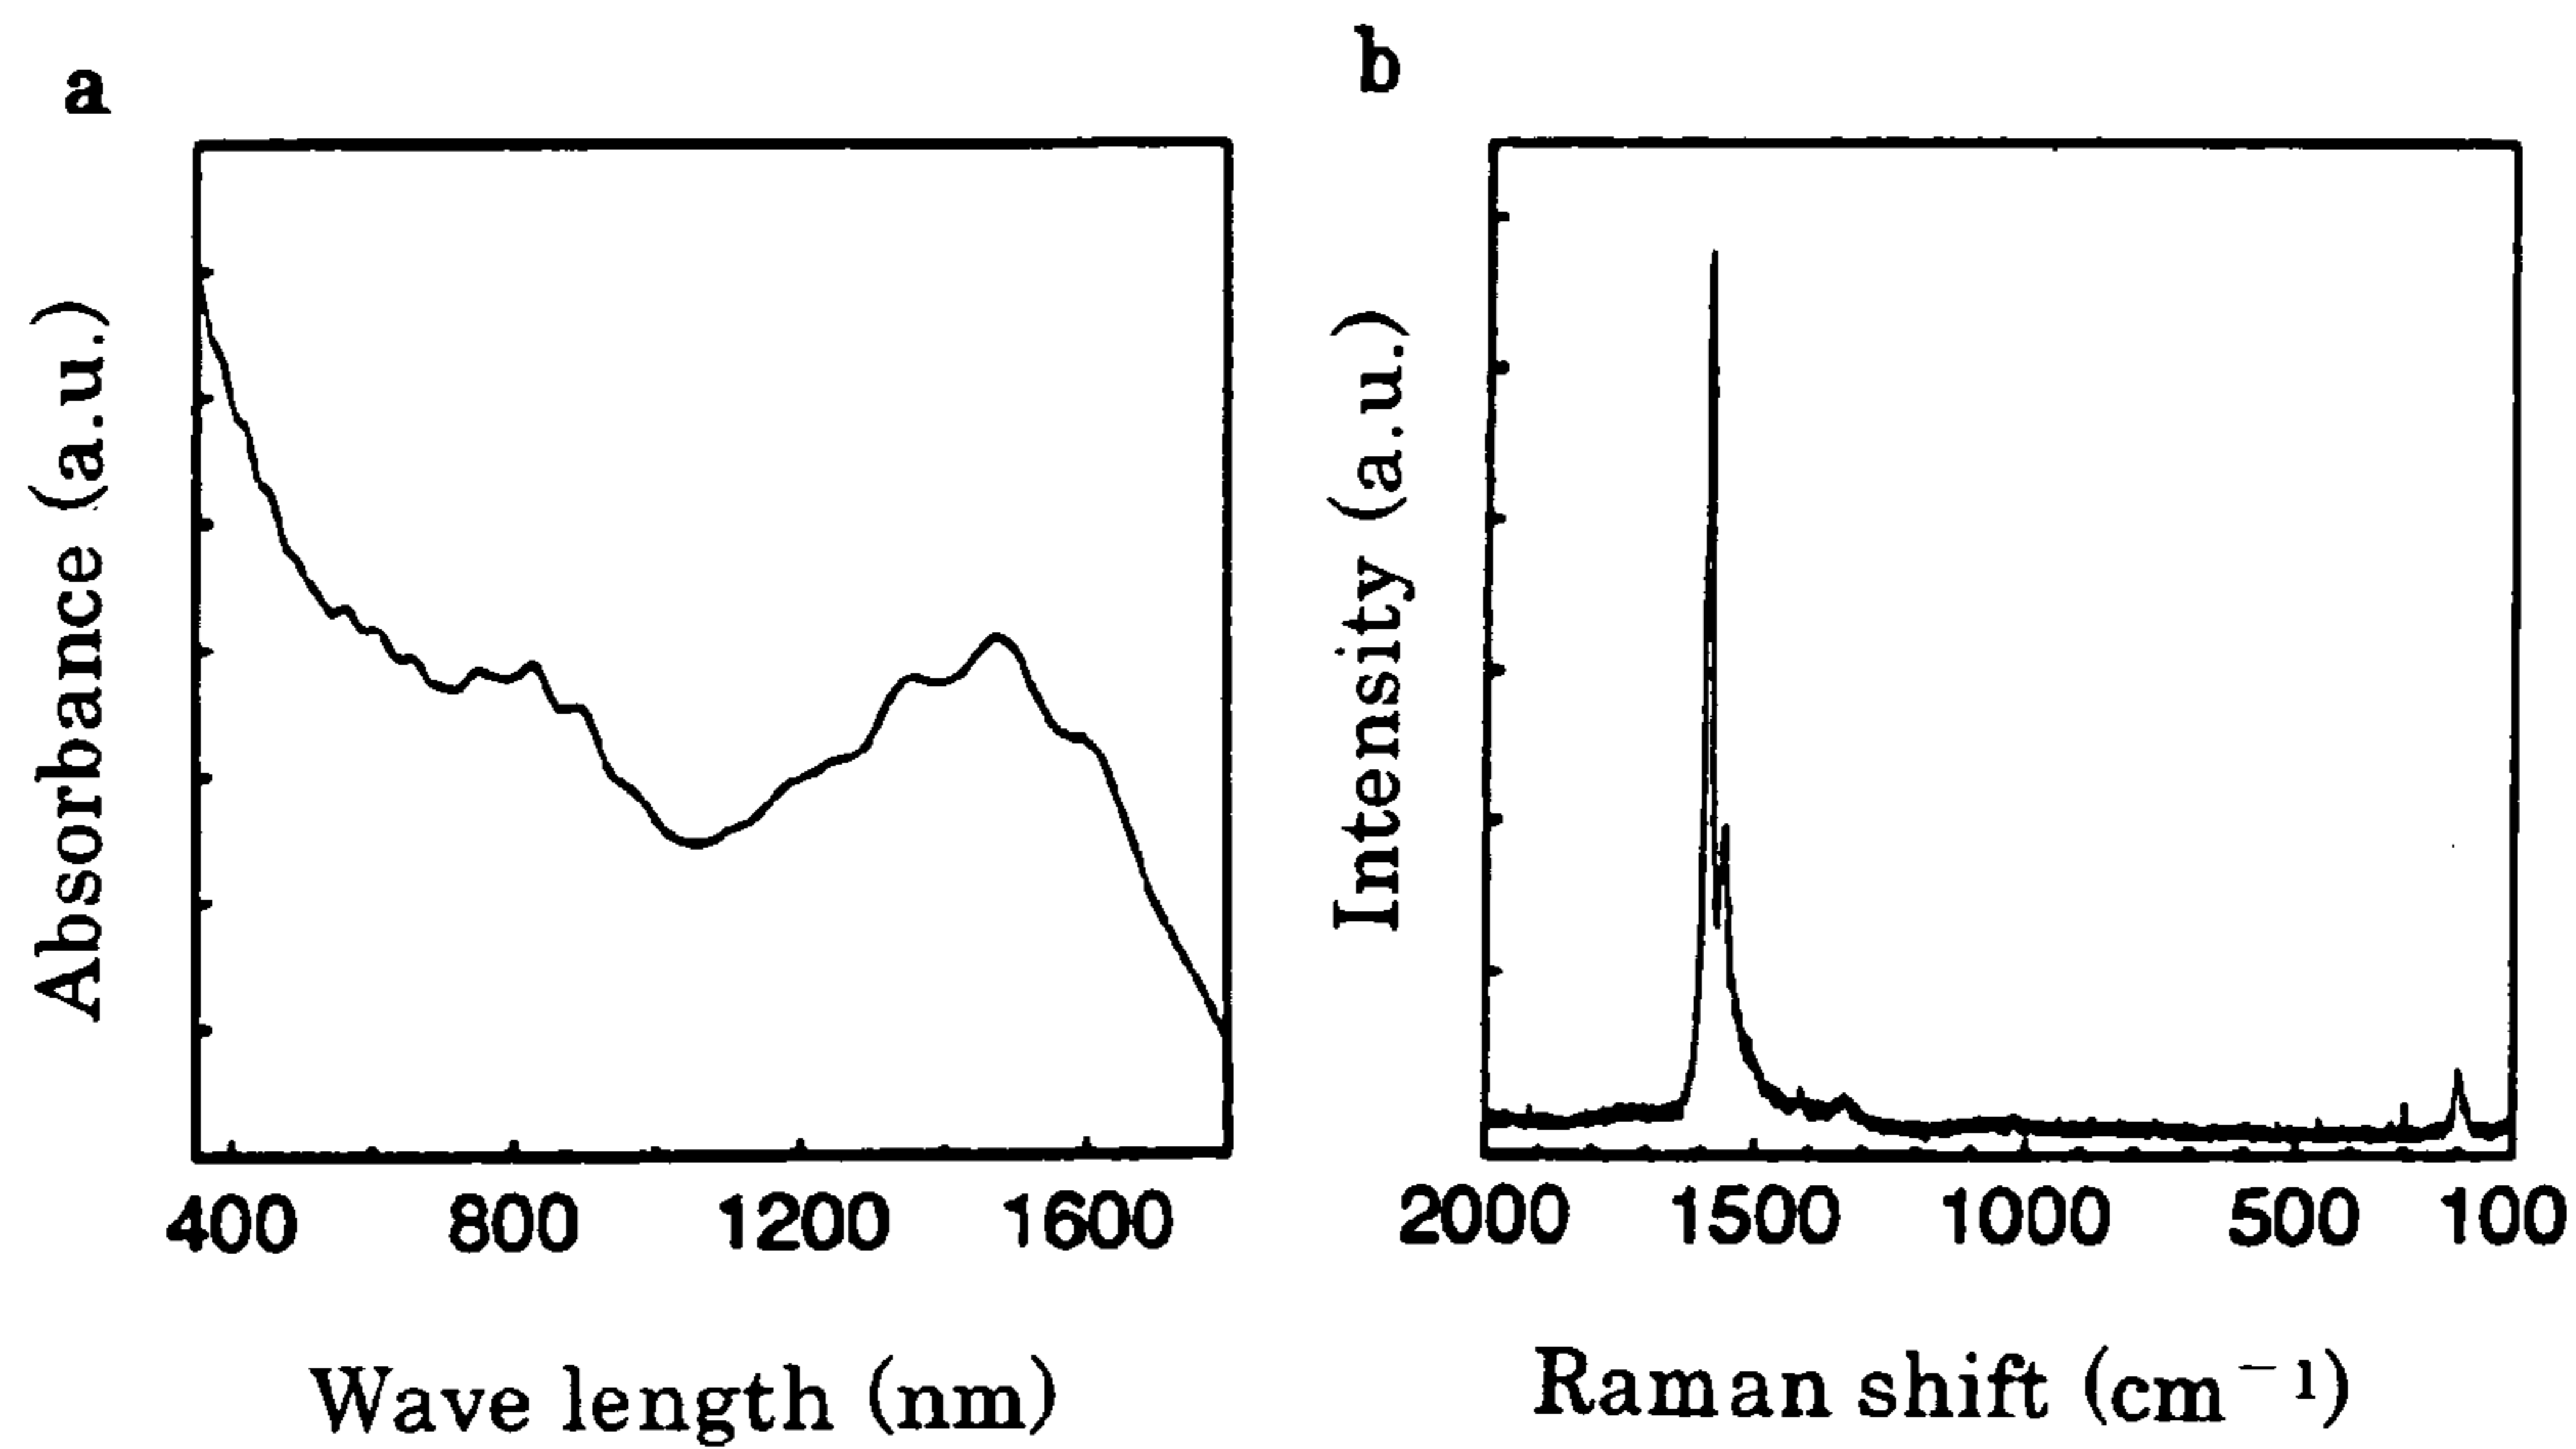 a
b
Absorbance (a.u.)
400 800 1200 1600
Wave length (nm)
Intensity (a.u.)
2000 1500 1000 500 100
Raman shift (cm⁻¹)